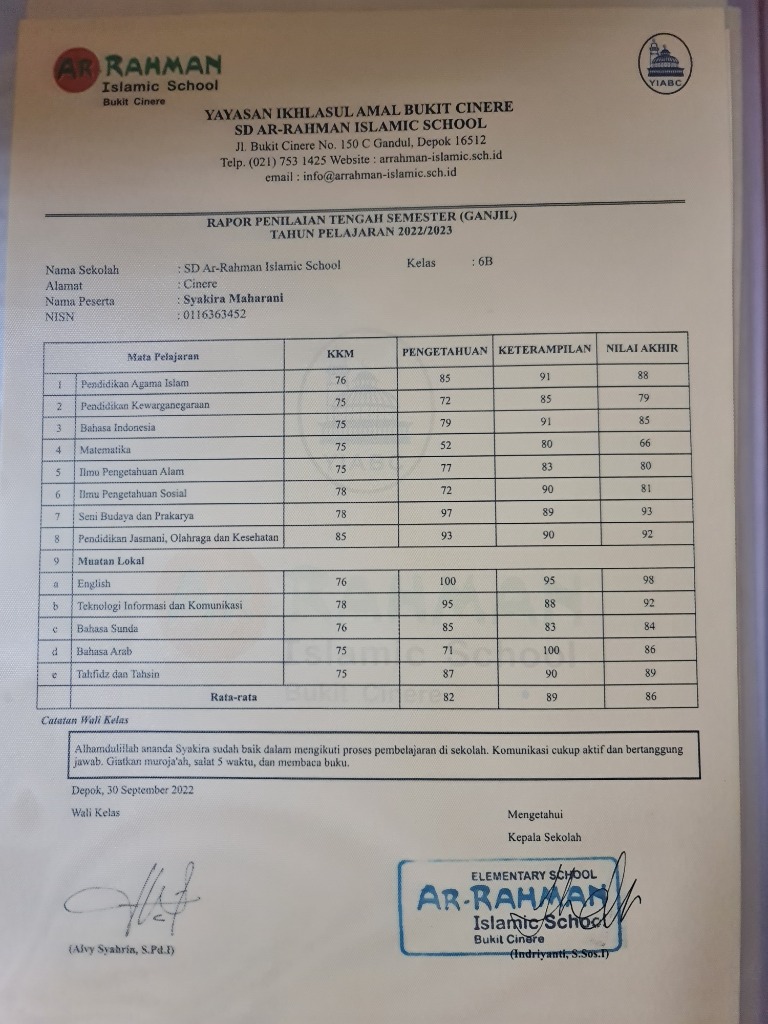 AR-RAHMAN
Islamic School
Bukit Cinere
YIABC
YAYASAN IKHLASUL AMAL BUKIT CINERE
SD AR-RAHMAN ISLAMIC SCHOOL
Jl. Bukit Cinere No. 150 C Gandul, Depok 16512
Telp. (021) 753 1425 Website : arrahman-islamic.sch.id
email : info@arrahman-islamic.sch.id
RAPOR PENILAIAN TENGAH SEMESTER (GANJIL)
TAHUN PELAJARAN 2022/2023
Nama Sekolah : SD Ar-Rahman Islamic School Kelas : 6B
Alamat : Cinere
Nama Peserta : Syakira Maharani
NISN : 0116363452
Mata Pelajaran KKM PENGETAHUAN KETERAMPILAN NILAI AKHIR
1 Pendidikan Agama Islam 76 85 91 88
2 Pendidikan Kewarganegaraan 75 72 85 79
3 Bahasa Indonesia 75 79 91 85
4 Matematika 75 52 80 66
5 Ilmu Pengetahuan Alam 75 77 83 80
6 Ilmu Pengetahuan Sosial 78 72 90 81
7 Seni Budaya dan Prakarya 78 97 89 93
8 Pendidikan Jasmani, Olahraga dan Kesehatan 85 93 90 92
9 Muatan Lokal
a English 76 100 95 98
b Teknologi Informasi dan Komunikasi 78 95 88 92
c Bahasa Sunda 76 85 83 84
d Bahasa Arab 75 71 100 86
e Tahfidz dan Tahsin 75 87 90 89
Rata-rata 82 89 86
Catatan Wali Kelas
Alhamdulillah ananda Syakira sudah baik dalam mengikuti proses pembelajaran di sekolah. Komunikasi cukup aktif dan bertanggung
jawab. Giatkan muroja'ah, salat 5 waktu, dan membaca buku.
Depok, 30 September 2022
Wali Kelas
Mengetahui
Kepala Sekolah
ELEMENTARY SCHOOL
AR-RAHMAN
Islamic School
Bukit Cinere
(Alvy Syahrin, S.Pd.I)
(Indriyanti, S.Sos.I)